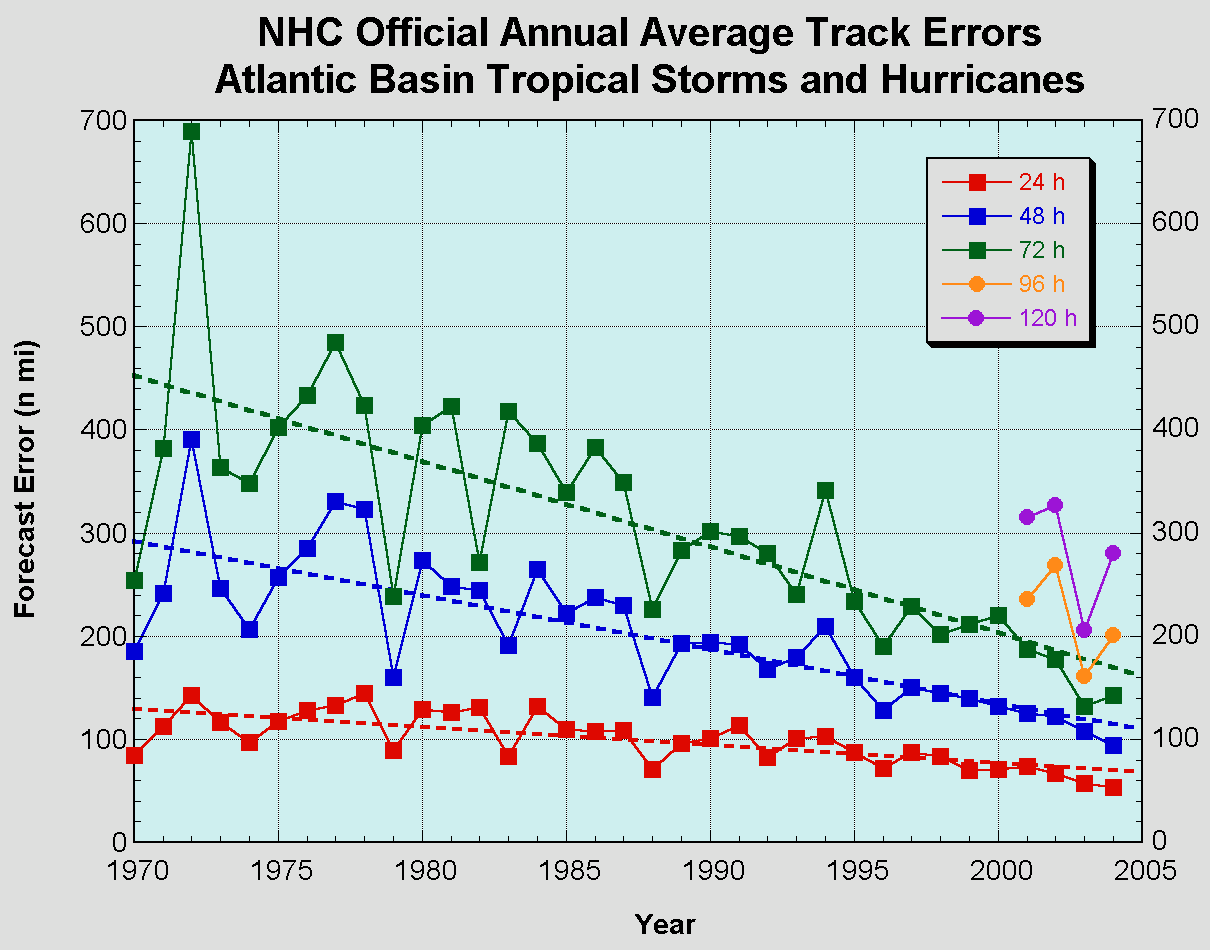 NHC Official Annual Average Track Errors
Atlantic Basin Tropical Storms and Hurricanes
700 700
24 h
48 h
600 600
72 h
96 h
120 h
500 500
Forecast Error (n mi)
400 400
300 300
200 200
100 100
0 0
1970 1975 1980 1985 1990 1995 2000 2005
Year